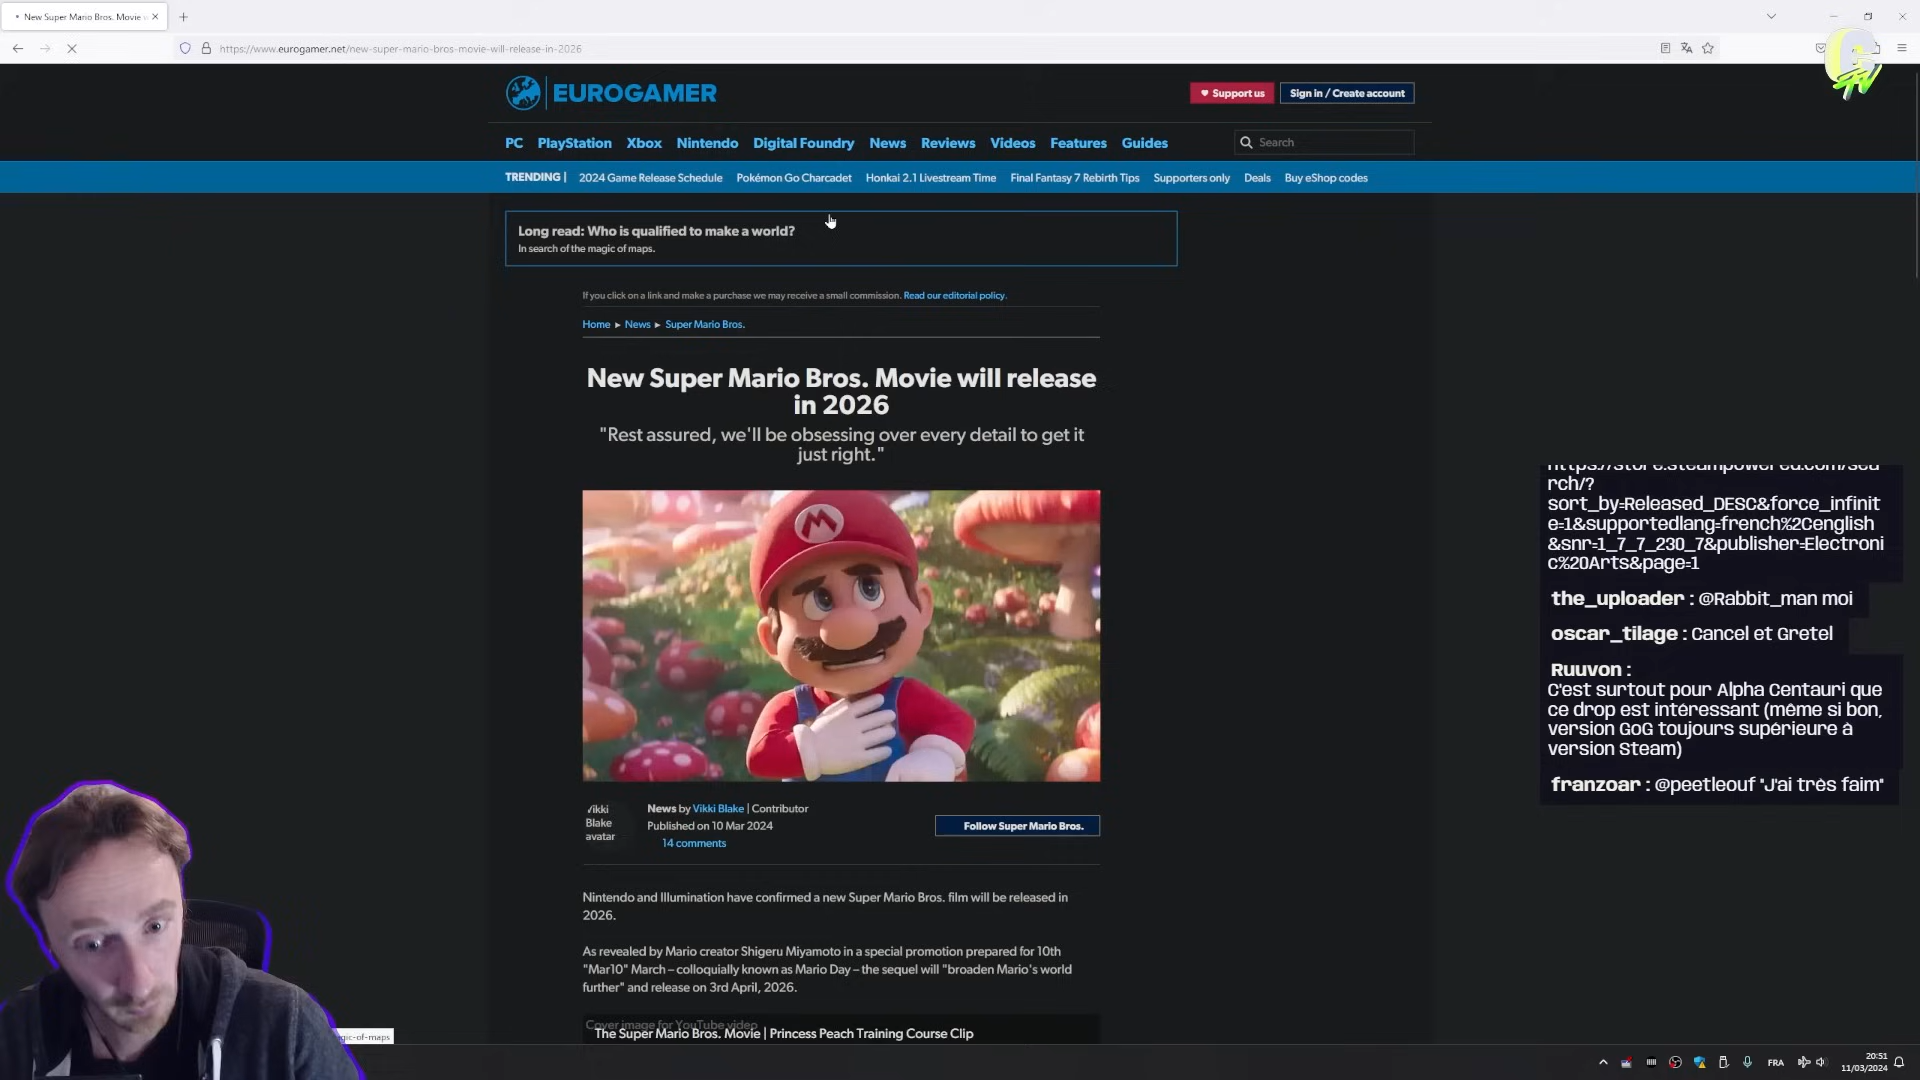 New Super Mario Bros. Movie w
https://www.eurogamer.net/new-super-mario-bros-movie-will-release-in-2026
EUROGAMER
Support us
Sign in / Create account
PC PlayStation Xbox Nintendo Digital Foundry News Reviews Videos Features Guides
Search
TRENDING | 2024 Game Release Schedule Pokémon Go Charcadet Honkai 2.1 Livestream Time Final Fantasy 7 Rebirth Tips Supporters only Deals Buy eShop codes
Long read: Who is qualified to make a world?
In search of the magic of maps.
If you click on a link and make a purchase we may receive a small commission. Read our editorial policy.
Home ▸ News ▸ Super Mario Bros.
New Super Mario Bros. Movie will release
in 2026
"Rest assured, we'll be obsessing over every detail to get it
just right."
M
Vikki
Blake
avatar
News by Vikki Blake | Contributor
Published on 10 Mar 2024
14 comments
Follow Super Mario Bros.
Nintendo and Illumination have confirmed a new Super Mario Bros. film will be released in
2026.
As revealed by Mario creator Shigeru Miyamoto in a special promotion prepared for 10th
"Mar10" March – colloquially known as Mario Day – the sequel will "broaden Mario's world
further" and release on 3rd April, 2026.
Cover image for YouTube video
The Super Mario Bros. Movie | Princess Peach Training Course Clip
gic-of-maps
https://store.steampowered.com/sea
rch/?
sort_by=Released_DESC&force_infinit
e=1&supportedlang=french%2Cenglish
&snr=1_7_7_230_7&publisher=Electroni
c%20Arts&page=1
the_uploader : @Rabbit_man moi
oscar_tilage : Cancel et Gretel
Ruuvon :
C'est surtout pour Alpha Centauri que
ce drop est intéressant (même si bon,
version GoG toujours supérieure à
version Steam)
franzoar : @peetleouf "J'ai très faim"
FRA
20:51
11/03/2024